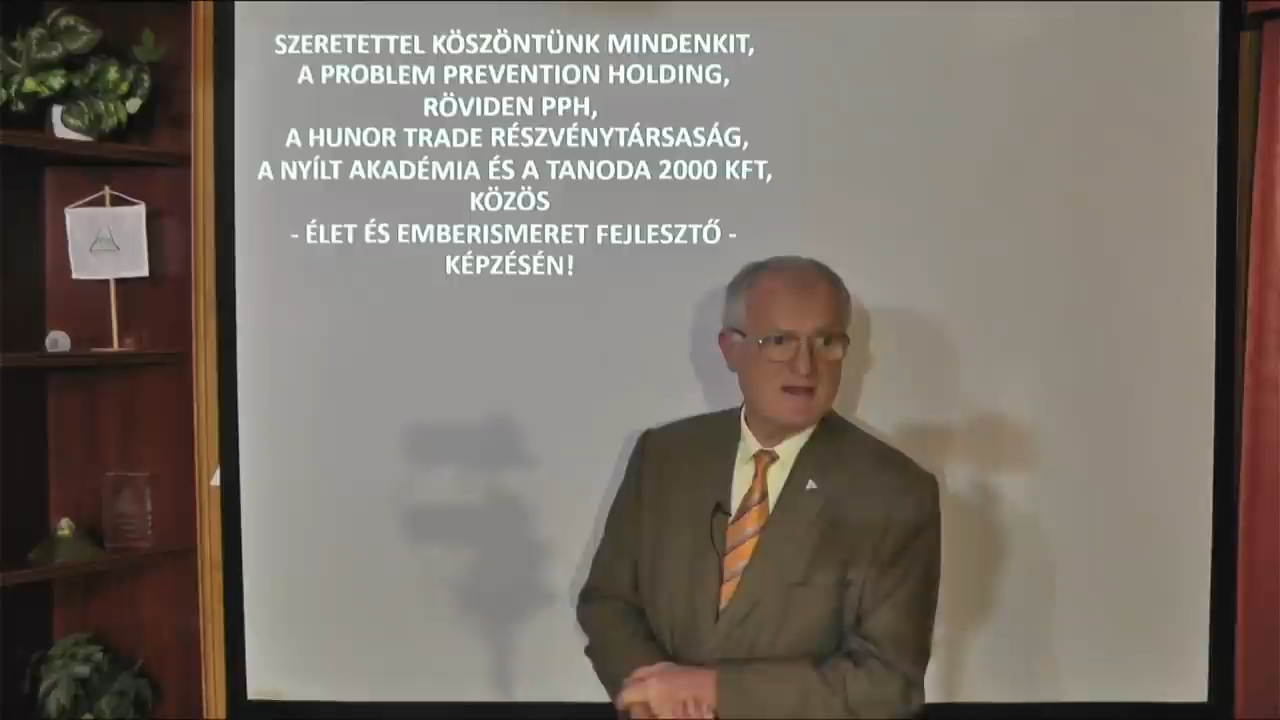 SZERETETTEL KÖSZÖNTÜNK MINDENKIT,
A PROBLEM PREVENTION HOLDING,
RÖVIDEN PPH,
A HUNOR TRADE RÉSZVÉNYTÁRSASÁG,
A NYÍLT AKADÉMIA ÉS A TANODA 2000 KFT,
KÖZÖS
- ÉLET ÉS EMBERISMERET FEJLESZTŐ -
KÉPZÉSÉN!